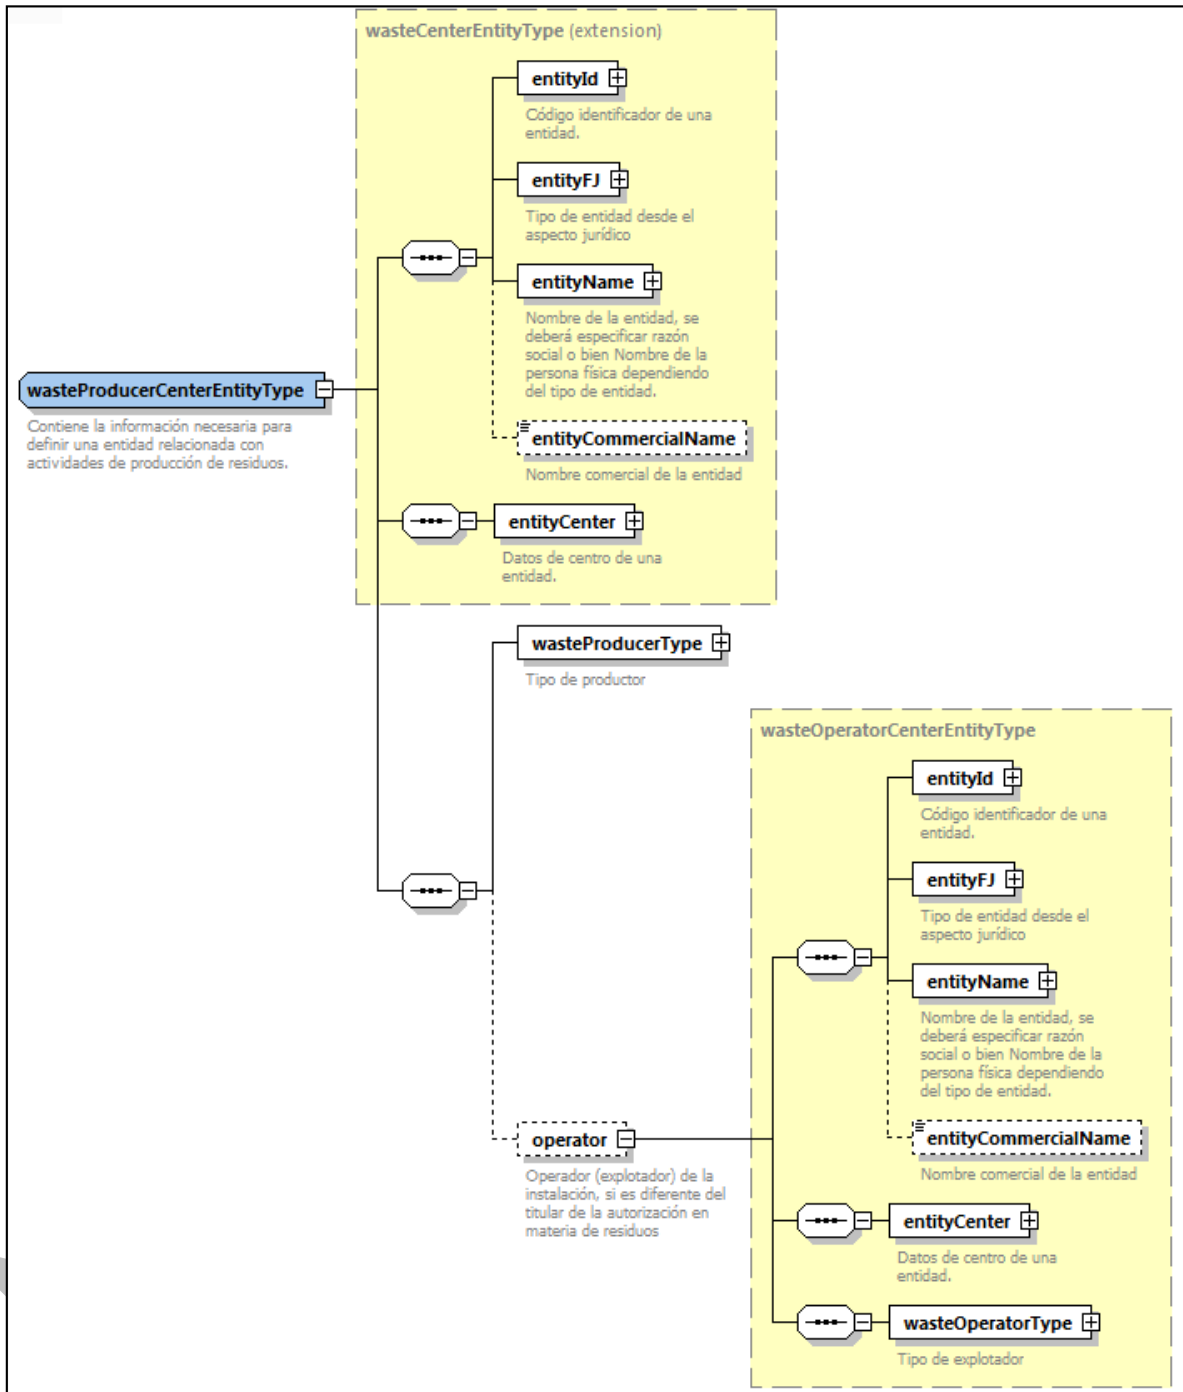 wasteCenterEntityType (extension)
entityId
Código identificador de una
entidad.
entityFJ
Tipo de entidad desde el
aspecto jurídico
entityName
Nombre de la entidad, se
deberá especificar razón
social o bien Nombre de la
persona física dependiendo
del tipo de entidad.
wasteProducerCenterEntityType
Contiene la información necesaria para
definir una entidad relacionada con
actividades de producción de residuos.
entityCommercialName
Nombre comercial de la entidad
entityCenter
Datos de centro de una
entidad.
wasteProducerType
Tipo de productor
wasteOperatorCenterEntityType
entityId
Código identificador de una
entidad.
entityFJ
Tipo de entidad desde el
aspecto jurídico
entityName
Nombre de la entidad, se
deberá especificar razón
social o bien Nombre de la
persona física dependiendo
del tipo de entidad.
operator
Operador (explotador) de la
instalación, si es diferente del
titular de la autorización en
materia de residuos
entityCommercialName
Nombre comercial de la entidad
entityCenter
Datos de centro de una
entidad.
wasteOperatorType
Tipo de explotador